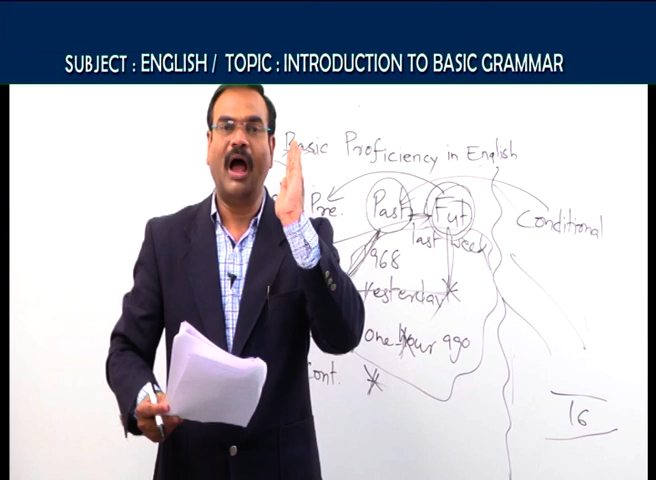 SUBJECT : ENGLISH / TOPIC : INTRODUCTION TO BASIC GRAMMAR
Basic Proficiency in English
Pre. Past Fut Conditional
last week
968
Yesterday
one hour ago
Cont.
16